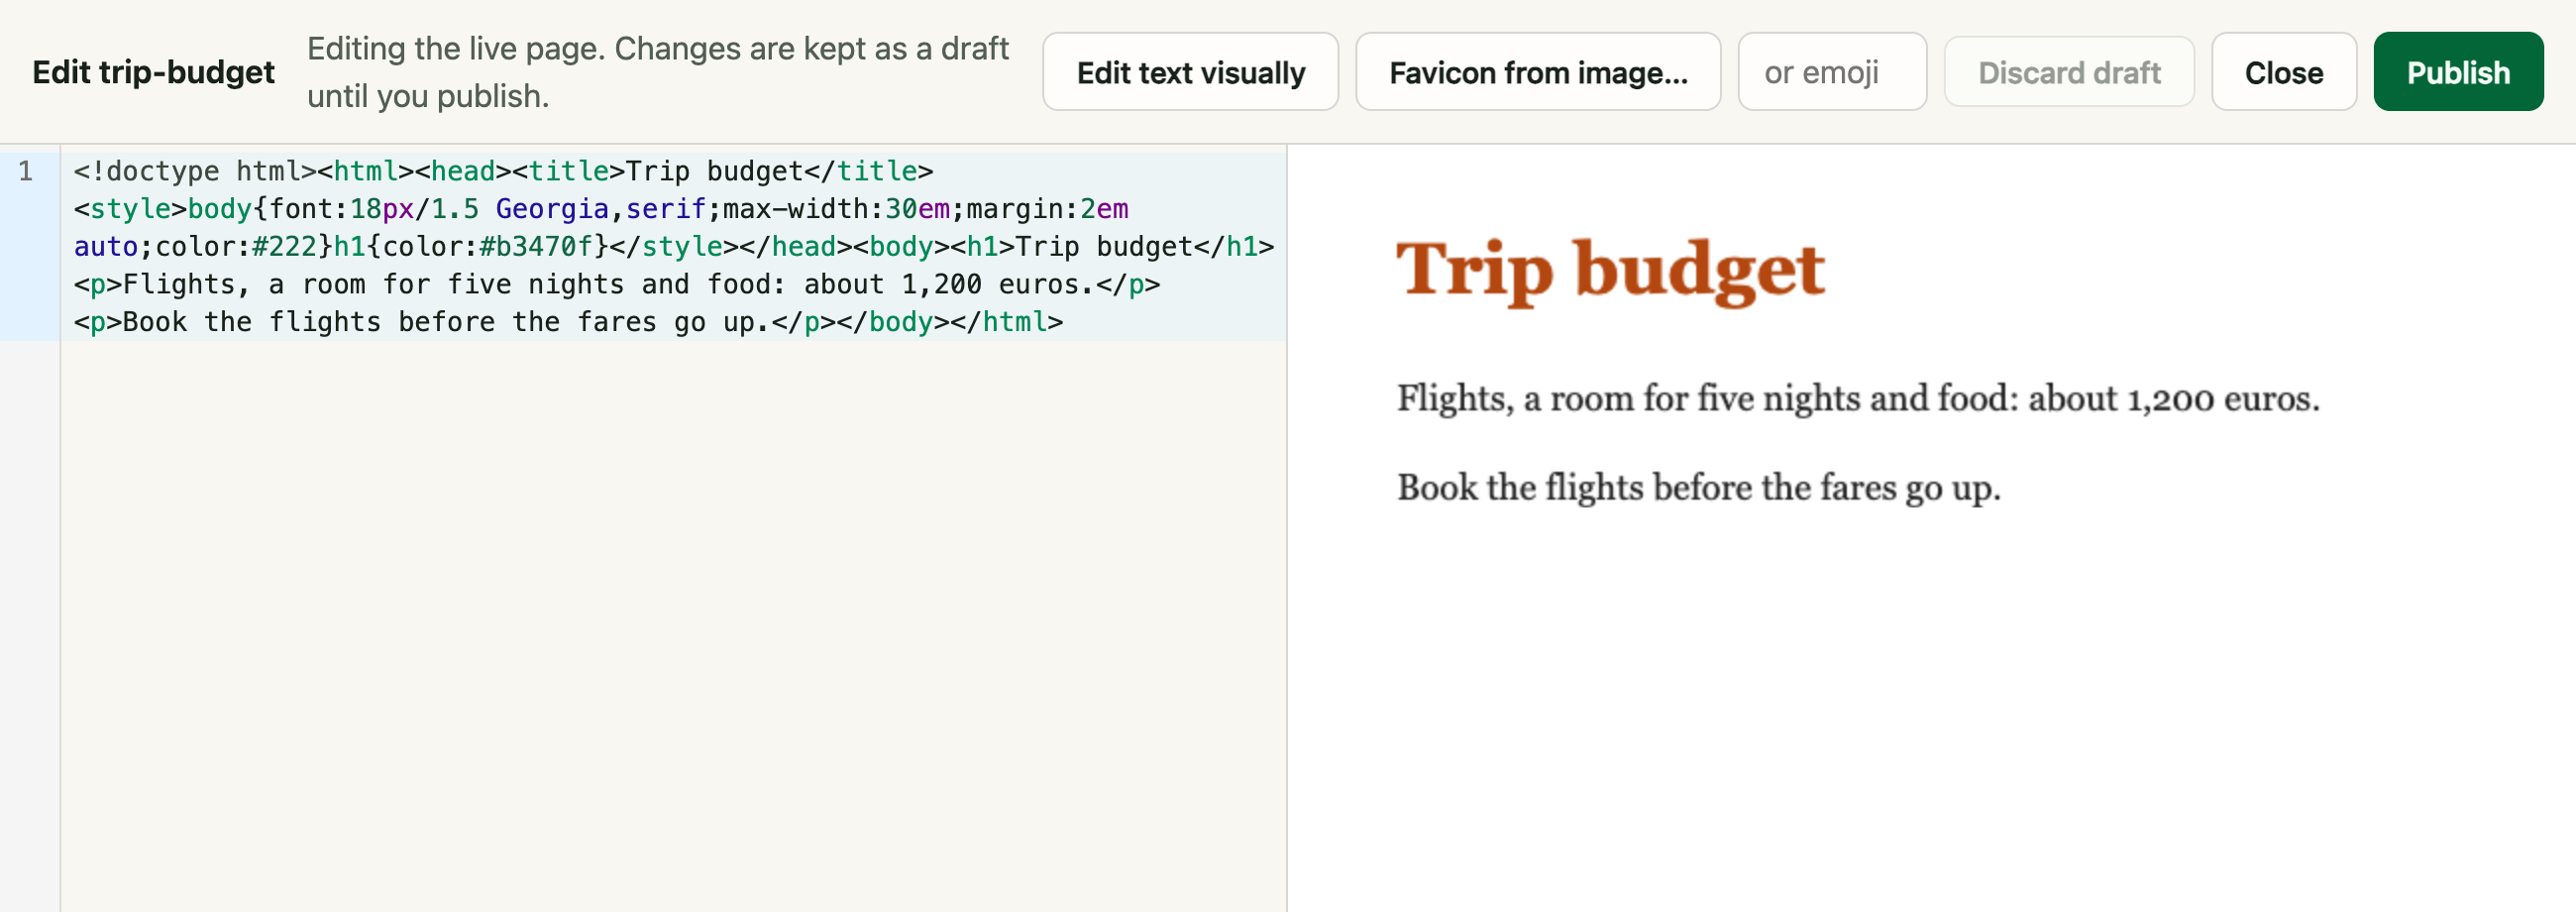 Edit trip-budget
Editing the live page. Changes are kept as a draft
until you publish.
Edit text visually
Favicon from image...
or emoji
Discard draft
Close
Publish
1
<!doctype html><html><head><title>Trip budget</title>
<style>body{font:18px/1.5 Georgia,serif;max-width:30em;margin:2em
auto;color:#222}h1{color:#b3470f}</style></head><body><h1>Trip budget</h1>
<p>Flights, a room for five nights and food: about 1,200 euros.</p>
<p>Book the flights before the fares go up.</p></body></html>
Trip budget
Flights, a room for five nights and food: about 1,200 euros.
Book the flights before the fares go up.